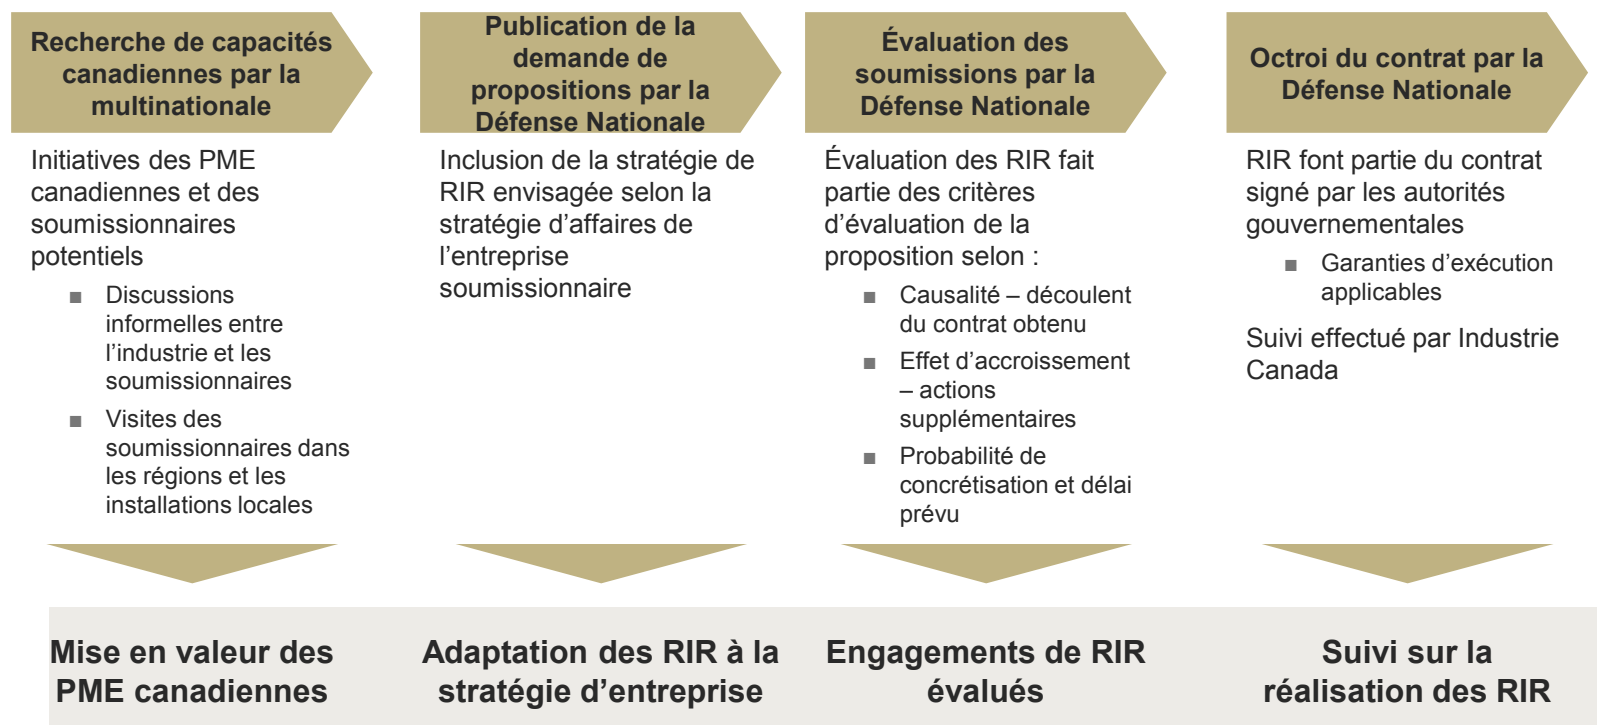 Recherche de capacités
canadiennes par la
multinationale
Initiatives des PME
canadiennes et des
soumissionnaires
potentiels
■ Discussions
informelles entre
l’industrie et les
soumissionnaires
■ Visites des
soumissionnaires dans
les régions et les
installations locales
Mise en valeur des
PME canadiennes
Publication de la
demande de
propositions par la
Défense Nationale
Inclusion de la stratégie de
RIR envisagée selon la
stratégie d’affaires de
l’entreprise
soumissionnaire
Adaptation des RIR à la
stratégie d’entreprise
Évaluation des
soumissions par la
Défense Nationale
Évaluation des RIR fait
partie des critères
d’évaluation de la
proposition selon :
■ Causalité – découlent
du contrat obtenu
■ Effet d’accroissement
– actions
supplémentaires
■ Probabilité de
concrétisation et délai
prévu
Engagements de RIR
évalués
Octroi du contrat par la
Défense Nationale
RIR font partie du contrat
signé par les autorités
gouvernementales
■ Garanties d’exécution
applicables
Suivi effectué par Industrie
Canada
Suivi sur la
réalisation des RIR